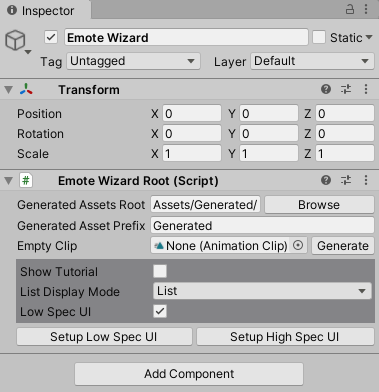 Inspector
Emote Wizard Static
Tag Untagged Layer Default
Transform
Position X 0 Y 0 Z 0
Rotation X 0 Y 0 Z 0
Scale X 1 Y 1 Z 1
# Emote Wizard Root (Script)
Generated Assets Root Assets/Generated/ Browse
Generated Asset Prefix Generated
Empty Clip None (Animation Clip) Generate
Show Tutorial
List Display Mode List
Low Spec UI
Setup Low Spec UI Setup High Spec UI
Add Component